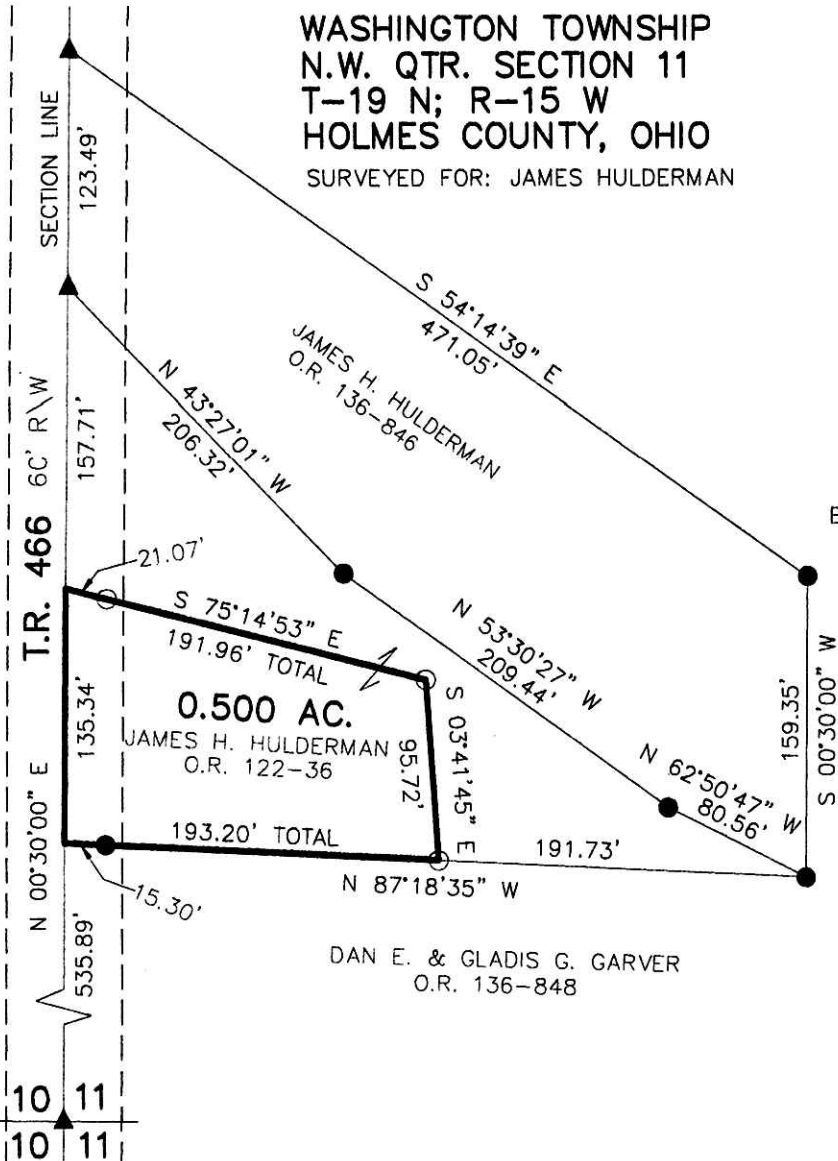 WASHINGTON TOWNSHIP
N.W. QTR. SECTION 11
T-19 N; R-15 W
HOLMES COUNTY, OHIO
SURVEYED FOR: JAMES HULDERMAN
SECTION LINE
123.49'
S 54°14'39" E
471.05'
JAMES H. HULDERMAN
O.R. 136-846
N 43°27'01" W
206.32'
T.R. 466 6C' R\W
157.71'
E
21.07'
S 75°14'53" E
191.96' TOTAL
N 53°30'27" W
209.44'
S 00°30'00" W
159.35'
0.500 AC.
JAMES H. HULDERMAN
O.R. 122-36
135.34'
S 03°41'45" E
95.72'
N 62°50'47" W
80.56'
N 00°30'00" E
193.20' TOTAL
191.73'
N 87°18'35" W
15.30'
535.89'
DAN E. & GLADIS G. GARVER
O.R. 136-848
10 11
10 11